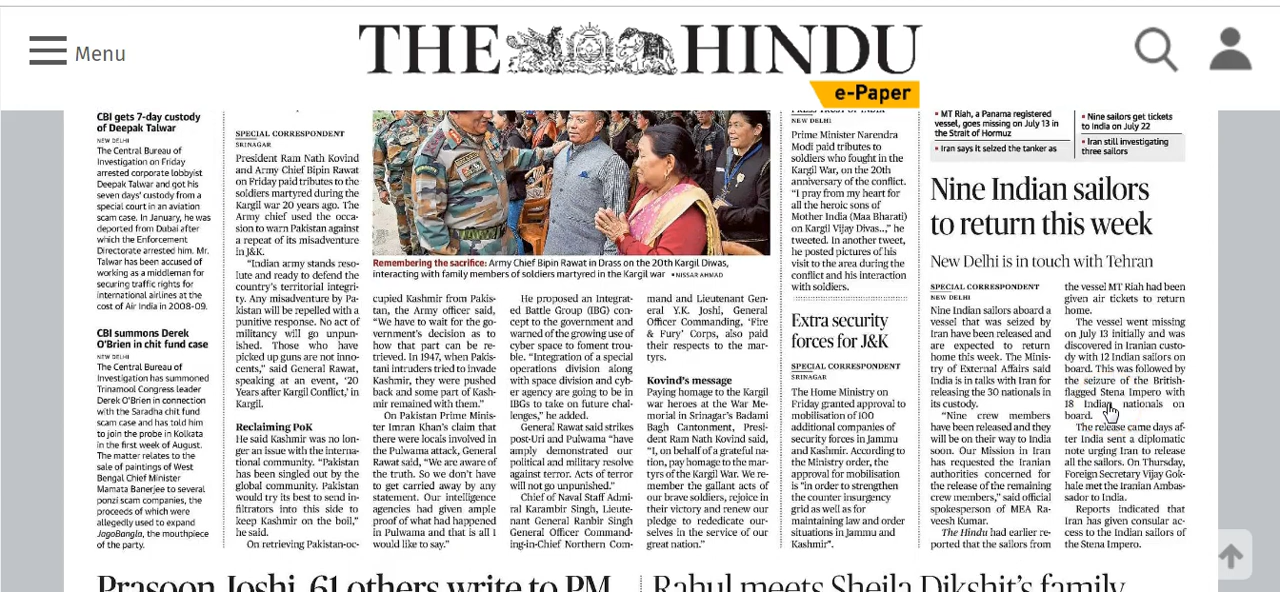 Menu
THE HINDU
e-Paper
CBI gets 7-day custody
of Deepak Talwar
NEW DELHI
The Central Bureau of
Investigation on Friday
arrested corporate lobbyist
Deepak Talwar and got his
seven days' custody from a
special court in an aviation
scam case. In January, he was
deported from Dubai after
which the Enforcement
Directorate arrested him. Mr.
Talwar has been accused of
working as a middleman for
securing traffic rights for
international airlines at the
cost of Air India in 2008-09.
CBI summons Derek
O'Brien in chit fund case
NEW DELHI
The Central Bureau of
Investigation has summoned
Trinamool Congress leader
Derek O'Brien in connection
with the Saradha chit fund
scam case and has told him
to join the probe in Kolkata
in the first week of August.
The matter relates to the
sale of paintings of West
Bengal Chief Minister
Mamata Banerjee to several
ponzi scam companies, the
proceeds of which were
allegedly used to expand
JagoBangla, the mouthpiece
of the party.
SPECIAL CORRESPONDENT
SRINAGAR
President Ram Nath Kovind
and Army Chief Bipin Rawat
on Friday paid tributes to the
soldiers martyred during the
Kargil war 20 years ago. The
Army chief used the occa-
sion to warn Pakistan against
a repeat of its misadventure
in J&K.
"Indian army stands reso-
lute and ready to defend the
country's territorial integri-
ty. Any misadventure by Pa-
kistan will be repelled with a
punitive response. No act of
militancy will go unpun-
ished. Those who have
picked up guns are not inno-
cents," said General Rawat,
speaking at an event, '20
Years after Kargil Conflict,' in
Kargil.
Reclaiming PoK
He said Kashmir was no lon-
ger an issue with the interna-
tional community. "Pakistan
has been singled out by the
global community. Pakistan
would try its best to send in-
filtrators into this side to
keep Kashmir on the boil,"
he said.
On retrieving Pakistan-oc-
Remembering the sacrifice: Army Chief Bipin Rawat in Drass on the 20th Kargil Diwas,
interacting with family members of soldiers martyred in the Kargil war • NISSAR AHMAD
cupied Kashmir from Pakis-
tan, the Army officer said,
"We have to wait for the go-
vernment's decision as to
how that part can be re-
trieved. In 1947, when Pakis-
tani intruders tried to invade
Kashmir, they were pushed
back and some part of Kash-
mir remained with them."
On Pakistan Prime Minis-
ter Imran Khan's claim that
there were locals involved in
the Pulwama attack, General
Rawat said, "We are aware of
the truth. So we don't have
to get carried away by any
statement. Our intelligence
agencies had given ample
proof of what had happened
in Pulwama and that is all I
would like to say."
He proposed an Integrat-
ed Battle Group (IBG) con-
cept to the government and
warned of the growing use of
cyber space to foment trou-
ble. "Integration of a special
operations division along
with space division and cyb-
er agency are going to be in
IBGs to take on future chal-
lenges," he added.
General Rawat said strikes
post-Uri and Pulwama "have
amply demonstrated our
political and military resolve
against terror. Acts of terror
will not go unpunished."
Chief of Naval Staff Admi-
ral Karambir Singh, Lieute-
nant General Ranbir Singh
General Officer Command-
ing-in-Chief Northern Com-
mand and Lieutenant Gen-
eral Y.K. Joshi, General
Officer Commanding, 'Fire
& Fury' Corps, also paid
their respects to the mar-
tyrs.
Kovind's message
Paying homage to the Kargil
war heroes at the War Me-
morial in Srinagar's Badami
Bagh Cantonment, Presi-
dent Ram Nath Kovind said,
"I, on behalf of a grateful na-
tion, pay homage to the mar-
tyrs of the Kargil War. We re-
member the gallant acts of
our brave soldiers, rejoice in
their victory and renew our
pledge to rededicate our-
selves in the service of our
great nation."
PRESS TRUST OF INDIA
NEW DELHI
Prime Minister Narendra
Modi paid tributes to
soldiers who fought in the
Kargil War, on the 20th
anniversary of the conflict.
"I pray from my heart for
all the heroic sons of
Mother India (Maa Bharati)
on Kargil Vijay Divas..," he
tweeted. In another tweet,
he posted pictures of his
visit to the area during the
conflict and his interaction
with soldiers.
Extra security
forces for J&K
SPECIAL CORRESPONDENT
SRINAGAR
The Home Ministry on
Friday granted approval to
mobilisation of 100
additional companies of
security forces in Jammu
and Kashmir. According to
the Ministry order, the
approval for mobilisation
is "in order to strengthen
the counter insurgency
grid as well as for
maintaining law and order
situations in Jammu and
Kashmir".
• MT Riah, a Panama registered
vessel, goes missing on July 13 in
the Strait of Hormuz
• Iran says it seized the tanker as
• Nine sailors get tickets
to India on July 22
• Iran still investigating
three sailors
Nine Indian sailors
to return this week
New Delhi is in touch with Tehran
SPECIAL CORRESPONDENT
NEW DELHI
Nine Indian sailors aboard a
vessel that was seized by
Iran have been released and
are expected to return
home this week. The Minis-
try of External Affairs said
India is in talks with Iran for
releasing the 30 nationals in
its custody.
"Nine crew members
have been released and they
will be on their way to India
soon. Our Mission in Iran
has requested the Iranian
authorities concerned for
the release of the remaining
crew members," said official
spokesperson of MEA Ra-
veesh Kumar.
The Hindu had earlier re-
ported that the sailors from
the vessel MT Riah had been
given air tickets to return
home.
The vessel went missing
on July 13 initially and was
discovered in Iranian custo-
dy with 12 Indian sailors on
board. This was followed by
the seizure of the British-
flagged Stena Impero with
18 Indian nationals on
board.
The release came days af-
ter India sent a diplomatic
note urging Iran to release
all the sailors. On Thursday,
Foreign Secretary Vijay Gok-
hale met the Iranian Ambas-
sador to India.
Reports indicated that
Iran has given consular ac-
cess to the Indian sailors of
the Stena Impero.
Prasoon Joshi, 61 others write to PM
Rahul meets Sheila Dikshit's family